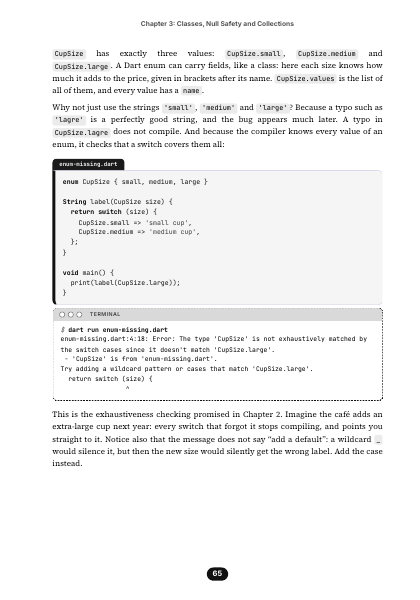 Chapter 3: Classes, Null Safety and Collections
CupSize has exactly three values: CupSize.small, CupSize.medium and
CupSize.large. A Dart enum can carry fields, like a class: here each size knows how
much it adds to the price, given in brackets after its name. CupSize.values is the list of
all of them, and every value has a name.
Why not just use the strings 'small', 'medium' and 'large'? Because a typo such as
'lagre' is a perfectly good string, and the bug appears much later. A typo in
CupSize.lagre does not compile. And because the compiler knows every value of an
enum, it checks that a switch covers them all:
enum-missing.dart
enum CupSize { small, medium, large }
String label(CupSize size) {
return switch (size) {
CupSize.small => 'small cup',
CupSize.medium => 'medium cup',
};
}
void main() {
print(label(CupSize.large));
}
TERMINAL
$ dart run enum-missing.dart
enum-missing.dart:4:18: Error: The type 'CupSize' is not exhaustively matched by
the switch cases since it doesn't match 'CupSize.large'.
- 'CupSize' is from 'enum-missing.dart'.
Try adding a wildcard pattern or cases that match 'CupSize.large'.
return switch (size) {
^
This is the exhaustiveness checking promised in Chapter 2. Imagine the café adds an
extra-large cup next year: every switch that forgot it stops compiling, and points you
straight to it. Notice also that the message does not say “add a default”: a wildcard _
would silence it, but then the new size would silently get the wrong label. Add the case
instead.
65